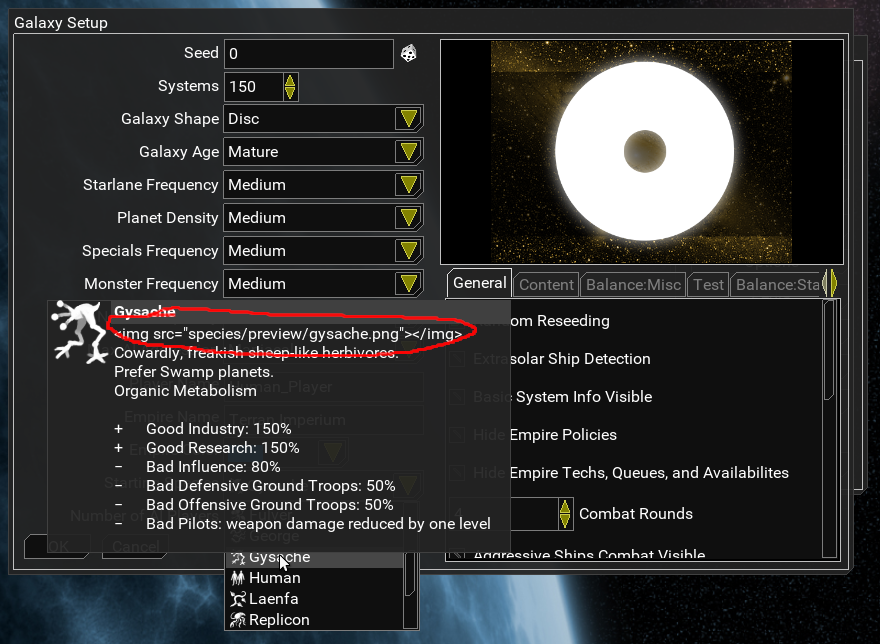 Galaxy Setup
Seed 0
Systems 150
Galaxy Shape Disc
Galaxy Age Mature
Starlane Frequency Medium
Planet Density Medium
Specials Frequency Medium
Monster Frequency Medium
General Content Balance:Misc Test Balance:Sta
om Reseeding
Extrasolar Ship Detection
Basic System Info Visible
Hide Empire Policies
Hide Empire Techs, Queues, and Availabilites
4 Combat Rounds
Aggressive Ships Combat Visible
Gysache
<img src="species/preview/gysache.png"></img>
Cowardly, freakish sheep-like herbivores.
Prefer Swamp planets.
Organic Metabolism
+ Good Industry: 150%
+ Good Research: 150%
− Bad Influence: 80%
− Bad Defensive Ground Troops: 50%
− Bad Offensive Ground Troops: 50%
− Bad Pilots: weapon damage reduced by one level
Player Name Human_Player
Empire Name Terran Imperium
Number of
George
Gysache
Human
Laenfa
Replicon
OK Cancel